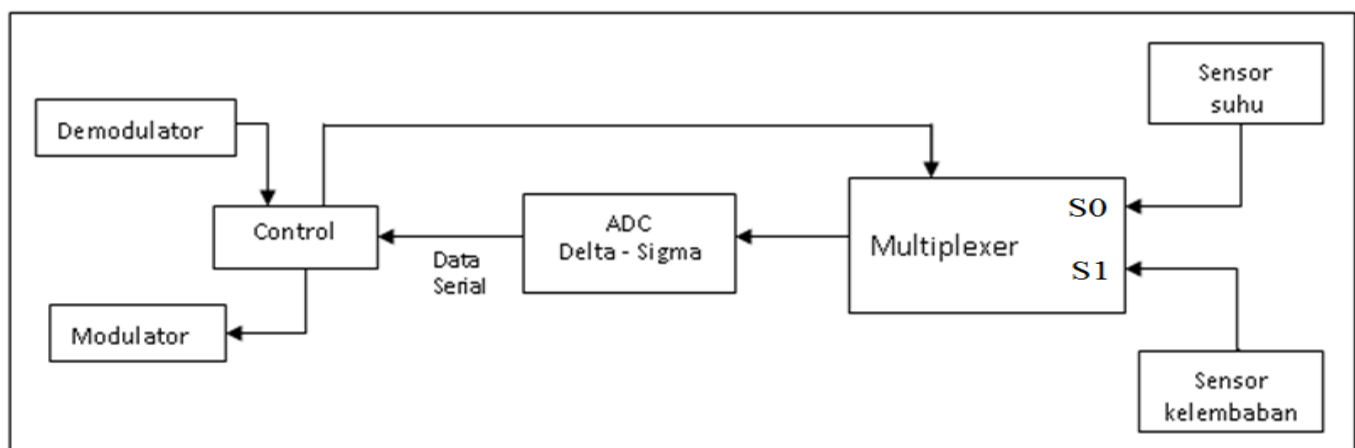 Sensor
suhu
Demodulator
Control
ADC
Delta - Sigma
Multiplexer
S0
S1
Data
Serial
Modulator
Sensor
kelembaban